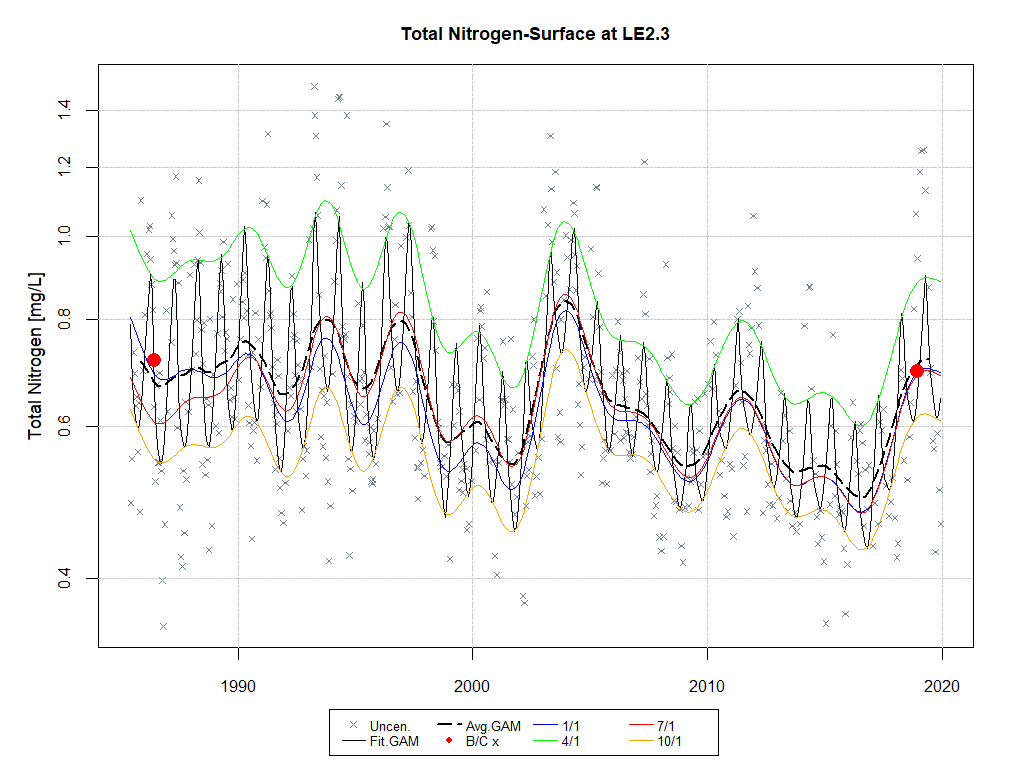 Total Nitrogen-Surface at LE2.3
Total Nitrogen [mg/L]
1.4
1.2
1.0
0.8
0.6
0.4
1990 2000 2010 2020
Uncen. Avg.GAM 1/1 7/1
Fit.GAM B/C x 4/1 10/1